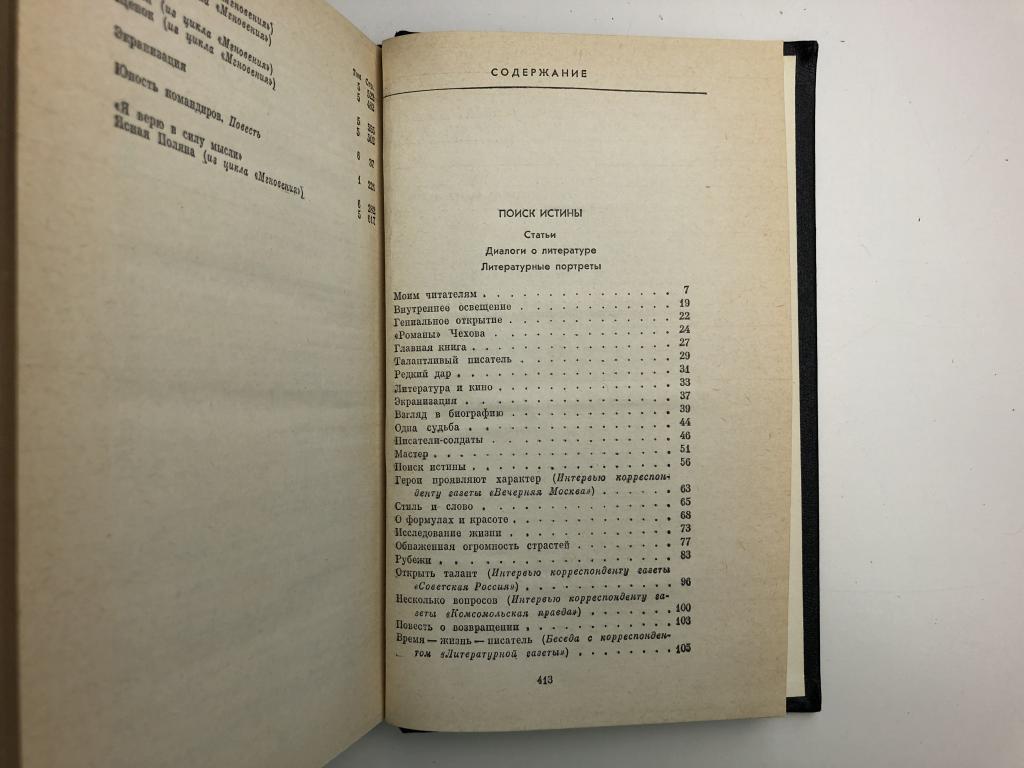 (из цикла «Мгновения»)
(из цикла «Мгновения»)
Экранизация
Юность командиров. Повесть
«Я верю в силу мысли»
Ясная Поляна (из цикла «Мгновения»)
Том Стр.
СОДЕРЖАНИЕ
ПОИСК ИСТИНЫ
Статьи
Диалоги о литературе
Литературные портреты
Моим читателям . . . . . . . . . . . . . . . 7
Внутреннее освещение . . . . . . . . . . . . 19
Гениальное открытие . . . . . . . . . . . . . 22
«Романы» Чехова . . . . . . . . . . . . . . 24
Главная книга . . . . . . . . . . . . . . . . 27
Талантливый писатель . . . . . . . . . . . . 29
Редкий дар . . . . . . . . . . . . . . . . . 31
Литература и кино . . . . . . . . . . . . . . 33
Экранизация . . . . . . . . . . . . . . . . 37
Взгляд в биографию . . . . . . . . . . . . . 39
Одна судьба . . . . . . . . . . . . . . . . 44
Писатели-солдаты . . . . . . . . . . . . . . 46
Мастер . . . . . . . . . . . . . . . . . . 51
Поиск истины . . . . . . . . . . . . . . . . 56
Герои проявляют характер (Интервью корреспон-
денту газеты «Вечерняя Москва») . . . . . . 63
Стиль и слово . . . . . . . . . . . . . . . 65
О формулах и красоте . . . . . . . . . . . . 68
Исследование жизни . . . . . . . . . . . . . 73
Обнаженная огромность страстей . . . . . . . 77
Рубежи . . . . . . . . . . . . . . . . . . 83
Открыть талант (Интервью корреспонденту газеты
«Советская Россия») . . . . . . . . . . . . 96
Несколько вопросов (Интервью корреспонденту га-
зеты «Комсомольская правда») . . . . . . . 100
Повесть о возвращении . . . . . . . . . . . 103
Время — жизнь — писатель (Беседа с корреспонден-
том «Литературной газеты») . . . . . . . . 105
413